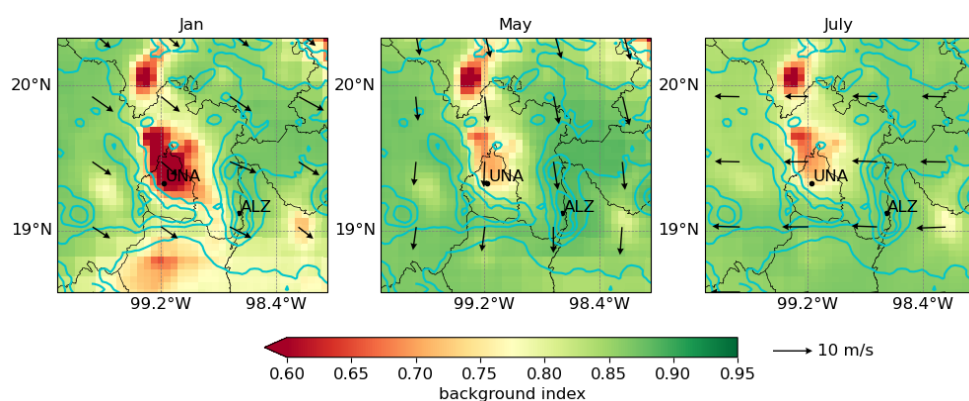 Jan
May
July
20°N
19°N
UNA
ALZ
99.2°W
98.4°W
20°N
19°N
UNA
ALZ
99.2°W
98.4°W
20°N
19°N
UNA
ALZ
99.2°W
98.4°W
0.60
0.65
0.70
0.75
0.80
0.85
0.90
0.95
background index
10 m/s